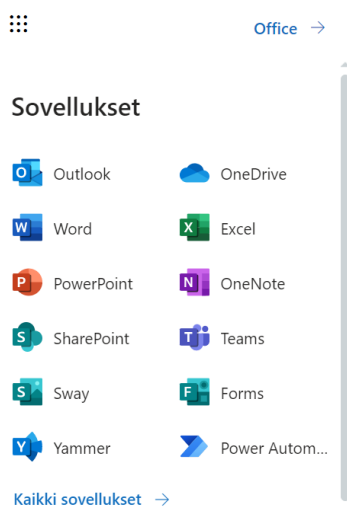 Office →
Sovellukset
Outlook OneDrive
Word Excel
PowerPoint OneNote
SharePoint Teams
Sway Forms
Yammer Power Autom...
Kaikki sovellukset →